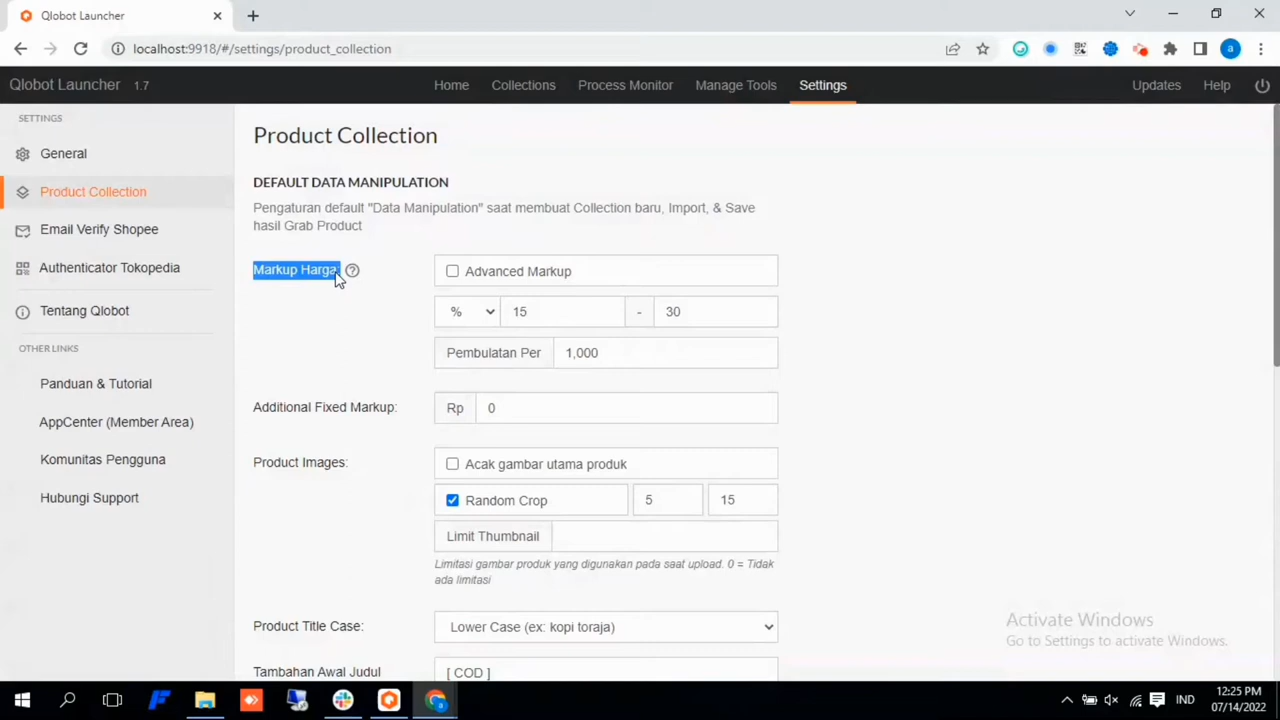 Qlobot Launcher
localhost:9918/#/settings/product_collection
a
Qlobot Launcher 1.7 Home Collections Process Monitor Manage Tools Settings Updates Help
SETTINGS
General
Product Collection
Email Verify Shopee
Authenticator Tokopedia
Tentang Qlobot
OTHER LINKS
Panduan & Tutorial
AppCenter (Member Area)
Komunitas Pengguna
Hubungi Support
Product Collection
DEFAULT DATA MANIPULATION
Pengaturan default "Data Manipulation" saat membuat Collection baru, Import, & Save
hasil Grab Product
Markup Harga Advanced Markup
% 15 - 30
Pembulatan Per 1,000
Additional Fixed Markup: Rp 0
Product Images: Acak gambar utama produk
Random Crop 5 15
Limit Thumbnail
Limitasi gambar produk yang digunakan pada saat upload. 0 = Tidak
ada limitasi
Product Title Case: Lower Case (ex: kopi toraja)
Tambahan Awal Judul [ COD ]
Activate Windows
Go to Settings to activate Windows.
IND
12:25 PM
07/14/2022